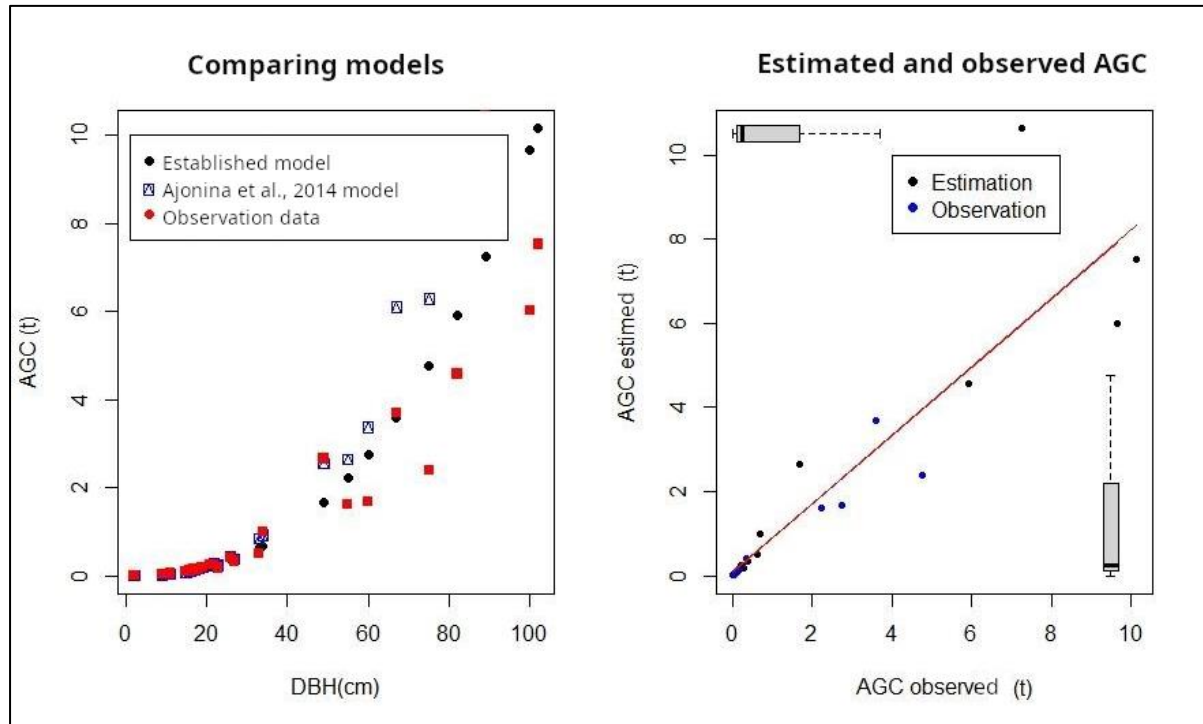 Comparing models
Established model
Ajonina et al., 2014 model
Observation data
AGC (t)
0
2
4
6
8
10
0
20
40
60
80
100
DBH(cm)
Estimated and observed AGC
Estimation
Observation
AGC estimed (t)
0
2
4
6
8
10
0
2
4
6
8
10
AGC observed (t)